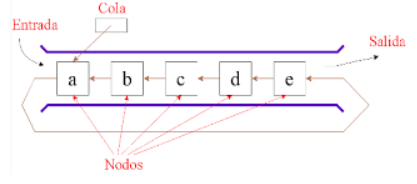 Cola
Entrada
Salida
a b c d e
Nodos